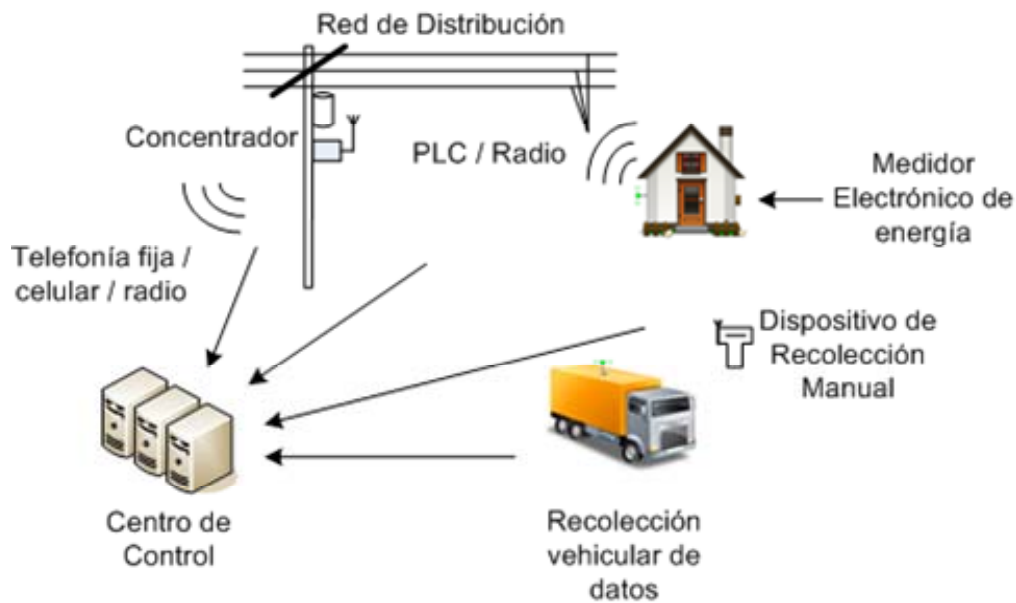 Red de Distribución
Concentrador
PLC / Radio
Medidor
Electrónico de
energía
Telefonía fija /
celular / radio
Dispositivo de
Recolección
Manual
Centro de
Control
Recolección
vehicular de
datos